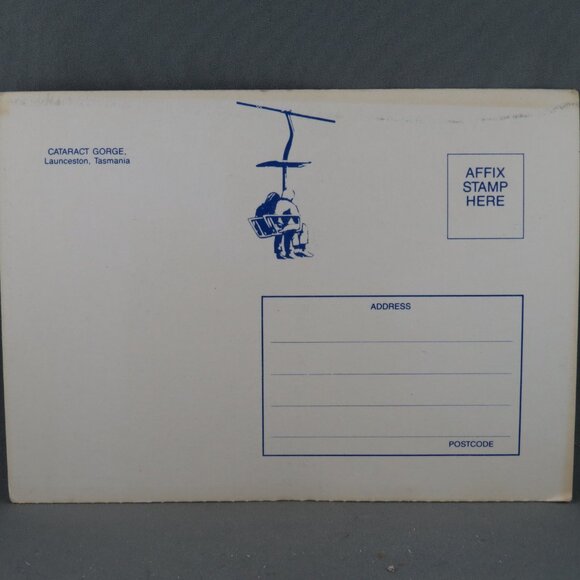 CATARACT GORGE,
Launceston, Tasmania
AFFIX
STAMP
HERE
ADDRESS
POSTCODE